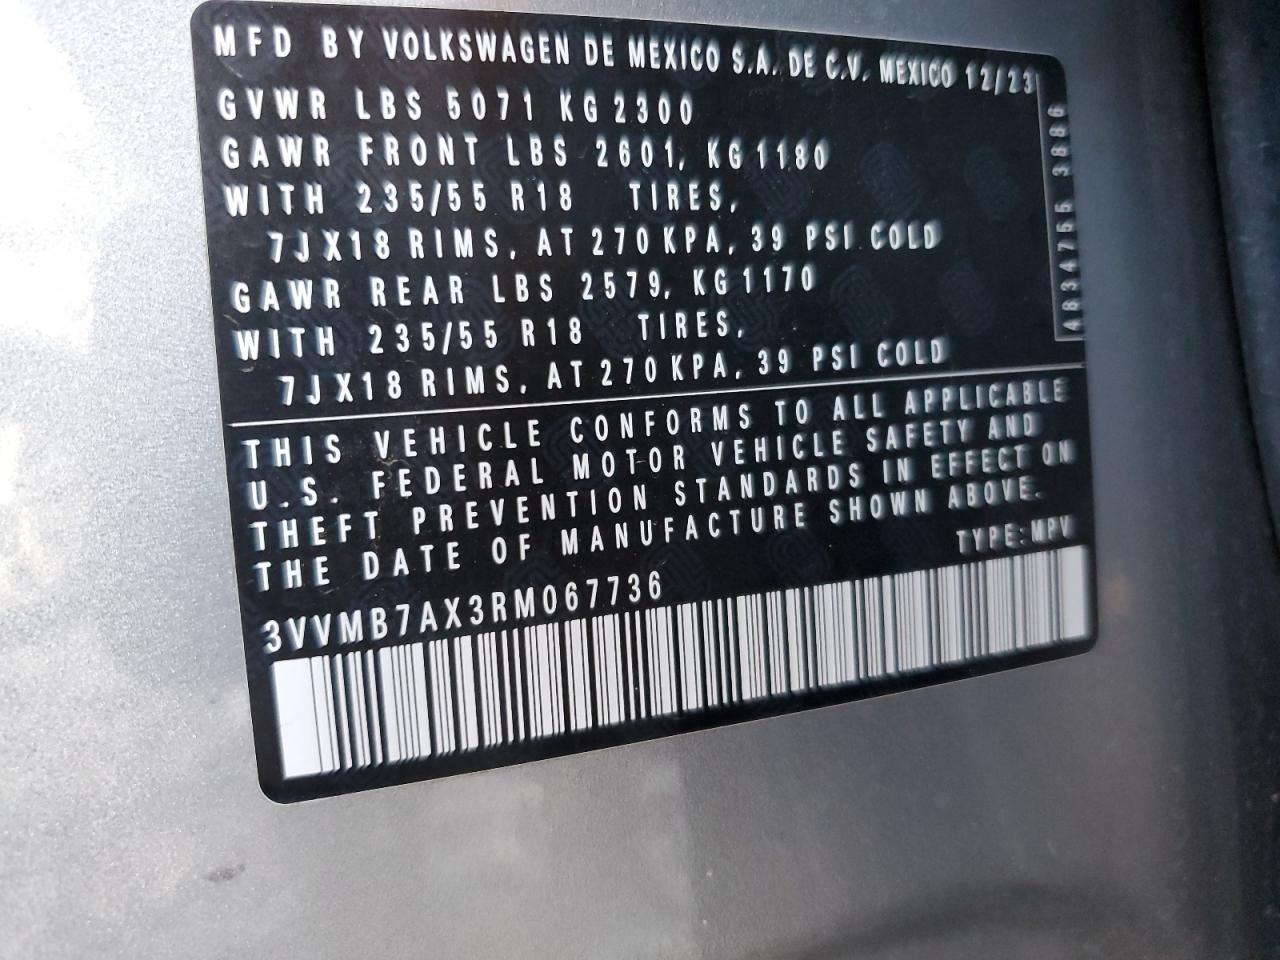 MFD BY VOLKSWAGEN DE MEXICO S.A. DE C.V. MEXICO 12/23
GVWR LBS 5071 KG 2300
GAWR FRONT LBS 2601, KG 1180
WITH 235/55 R18 TIRES,
7JX18 RIMS, AT 270 KPA, 39 PSI COLD
GAWR REAR LBS 2579, KG 1170
WITH 235/55 R18 TIRES,
7JX18 RIMS, AT 270 KPA, 39 PSI COLD
4834755 3886
THIS VEHICLE CONFORMS TO ALL APPLICABLE
U.S. FEDERAL MOTOR VEHICLE SAFETY AND
THEFT PREVENTION STANDARDS IN EFFECT ON
THE DATE OF MANUFACTURE SHOWN ABOVE.
TYPE: MPV
3VVMB7AX3RM067736